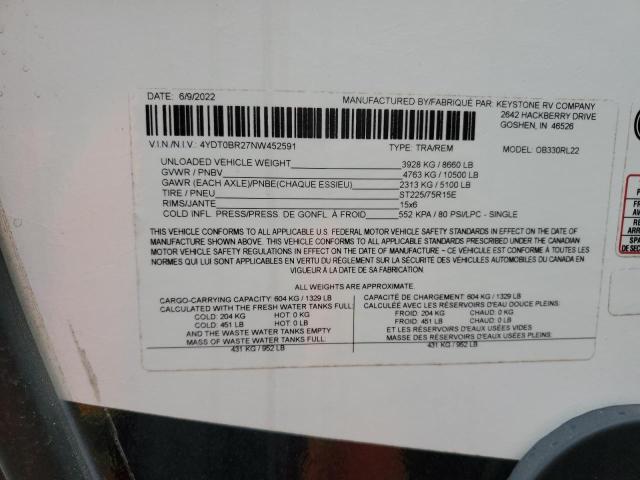 DATE: 6/9/2022
MANUFACTURED BY/FABRIQUÉ PAR: KEYSTONE RV COMPANY
2642 HACKBERRY DRIVE
GOSHEN, IN 46526
V.I.N./N.I.V.: 4YDT0BR27NW452591 TYPE: TRA/REM MODEL: OB330RL22
UNLOADED VEHICLE WEIGHT: 3928 KG / 8660 LB
GVWR / PNBV 4763 KG / 10500 LB
GAWR (EACH AXLE)/PNBE(CHAQUE ESSIEU) 2313 KG / 5100 LB
TIRE / PNEU ST225/75R15E
RIMS/JANTE 15x6
COLD INFL. PRESS/PRESS. DE GONFL À FROID 552 KPA / 80 PSI/LPC - SINGLE
THIS VEHICLE CONFORMS TO ALL APPLICABLE U.S. FEDERAL MOTOR VEHICLE SAFETY STANDARDS IN EFFECT ON THE DATE OF
MANUFACTURE SHOWN ABOVE. THIS VEHICLE CONFORMS TO ALL APPLICABLE STANDARDS PRESCRIBED UNDER THE CANADIAN
MOTOR VEHICLE SAFETY REGULATIONS IN EFFECT ON THE DATE OF MANUFACTURE – CE VÉHICULE EST CONFORME À TOUTES LES
NORMES QUI LUI SONT APPLICABLES EN VERTU DU RÈGLEMENT SUR LA SÉCURITÉ DES VÉHICULES AUTOMOBILES DU CANADA EN
VIGUEUR À LA DATE DE SA FABRICATION.
ALL WEIGHTS ARE APPROXIMATE.
CARGO-CARRYING CAPACITY: 604 KG / 1329 LB
CALCULATED WITH THE FRESH WATER TANKS FULL:
COLD: 204 KG HOT: 0 KG
COLD: 451 LB HOT: 0 LB
AND THE WASTE WATER TANKS EMPTY
MASS OF WASTE WATER TANKS FULL:
431 KG / 952 LB
CAPACITÉ DE CHARGEMENT: 604 KG / 1329 LB
CALCULÉE AVEC LES RÉSERVOIRS D'EAU DOUCE PLEINS:
FROID: 204 KG CHAUD: 0 KG
FROID: 451 LB CHAUD: 0 LB
ET LES RÉSERVOIRS D'EAU USÉES VIDES
MASSE DES RÉSERVOIRS D'EAUX USÉES PLEINS:
431 KG / 952 LB